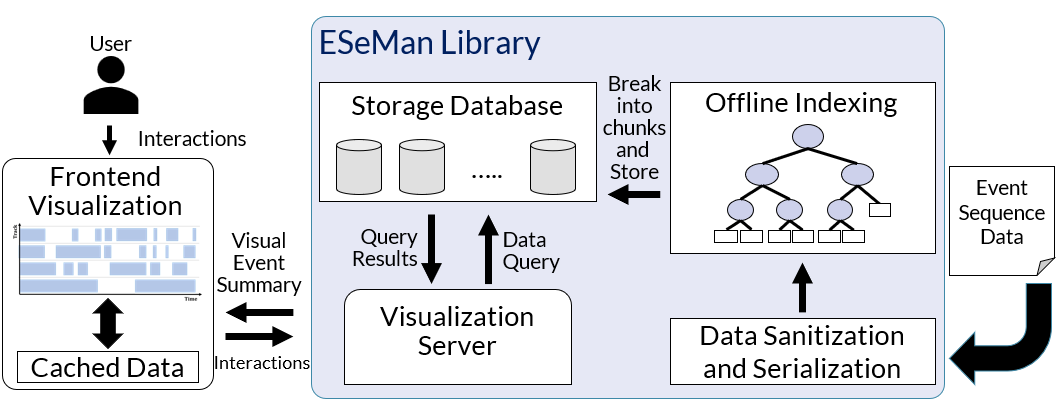 User
Interactions
Frontend
Visualization
Track
Time
Cached Data
Visual
Event
Summary
Interactions
ESeMan Library
Storage Database
.....
Query
Results
Data
Query
Visualization
Server
Break
into
chunks
and
Store
Offline Indexing
Data Sanitization
and Serialization
Event
Sequence
Data